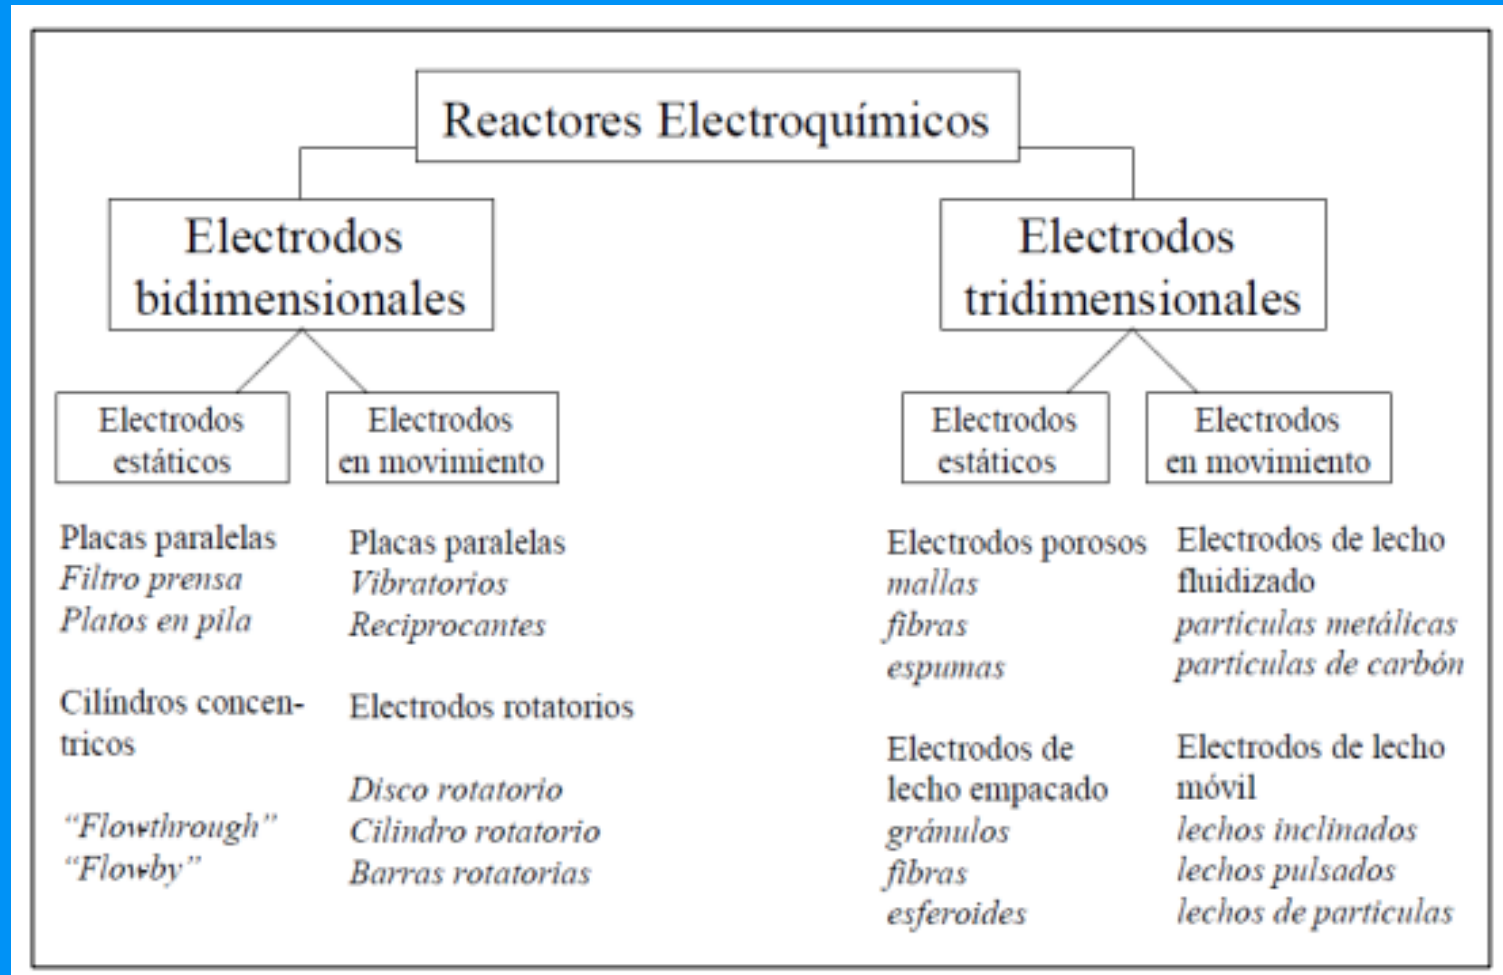 Reactores Electroquímicos
Electrodos
bidimensionales
Electrodos
tridimensionales
Electrodos
estáticos
Electrodos
en movimiento
Electrodos
estáticos
Electrodos
en movimiento
Placas paralelas
Filtro prensa
Platos en pila
Cilíndros concen-
tricos
“Flowthrough”
“Flowby”
Placas paralelas
Vibratorios
Reciprocantes
Electrodos rotatorios
Disco rotatorio
Cilindro rotatorio
Barras rotatorias
Electrodos porosos
mallas
fibras
espumas
Electrodos de
lecho empacado
gránulos
fibras
esferoides
Electrodos de lecho
fluidizado
partículas metálicas
partículas de carbón
Electrodos de lecho
móvil
lechos inclinados
lechos pulsados
lechos de partículas